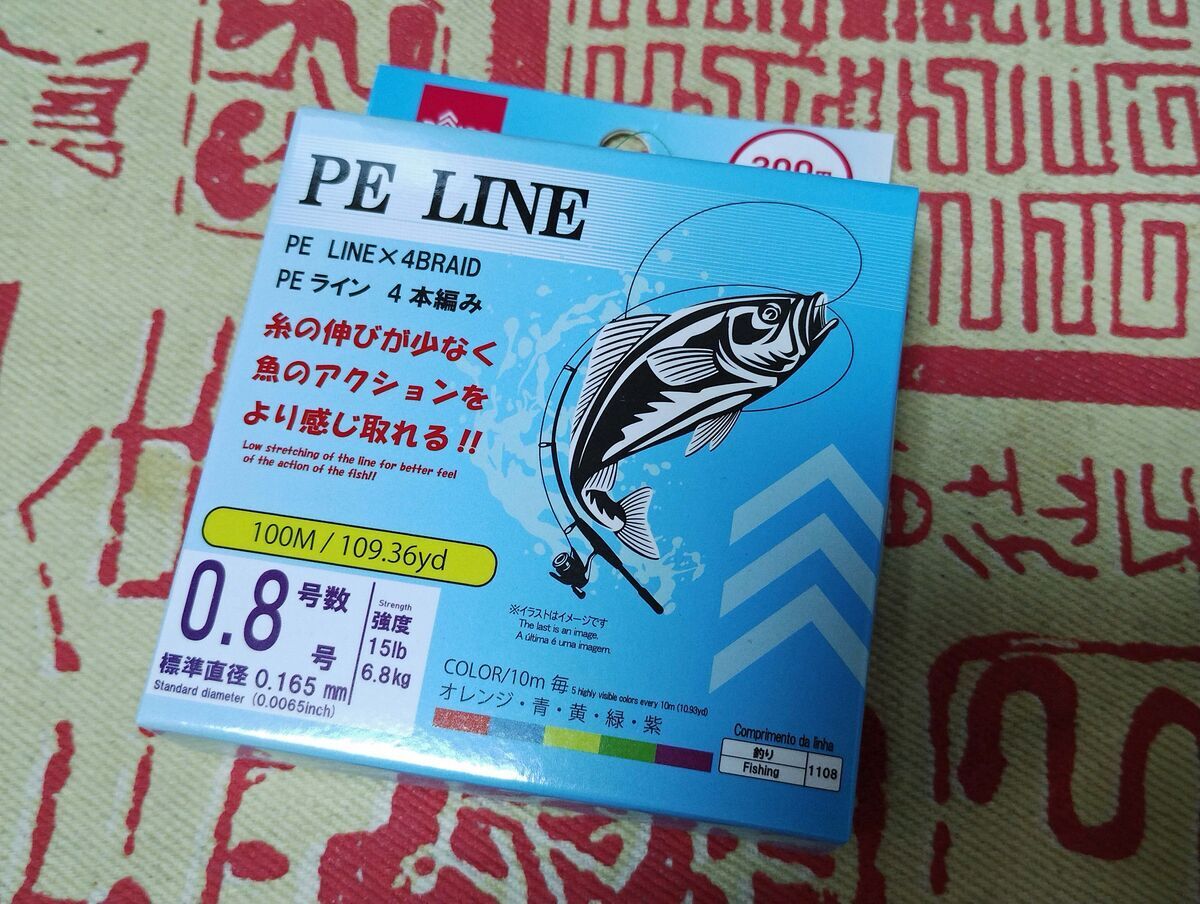 PE LINE
PE LINE×4BRAID
PEライン 4本編み
糸の伸びが少なく
魚のアクションを
より感じ取れる!!
Low stretching of the line for better feel
of the action of the fish!!
100M / 109.36yd
0.8 号数
号
標準直径 0.165 mm
Standard diameter (0.0065inch)
Strength
強度
15lb
6.8kg
※イラストはイメージです
The last is an image.
A última 6 uma imagem.
COLOR/10m 毎 5 highly visible colors every 10m (10.93yd)
オレンジ・青・黄・緑・紫
Comprimento da linha
釣り
Fishing
1108